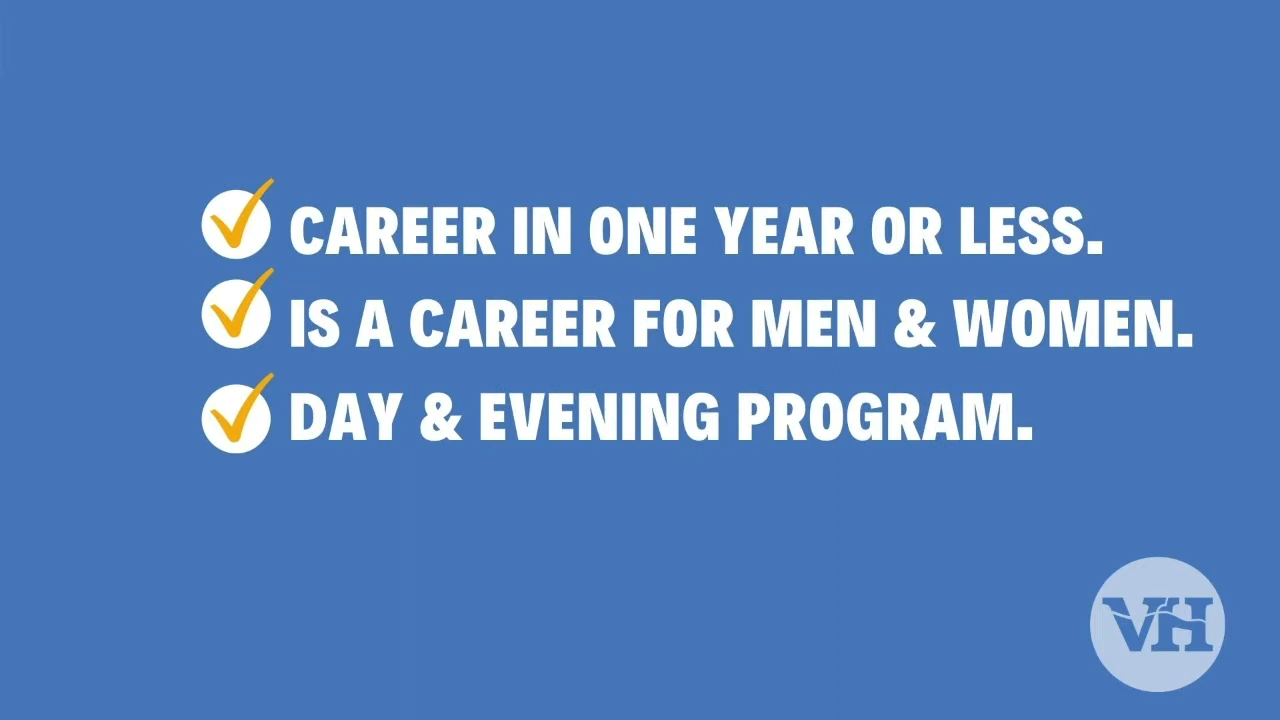 CAREER IN ONE YEAR OR LESS.
IS A CAREER FOR MEN & WOMEN.
DAY & EVENING PROGRAM.
VH